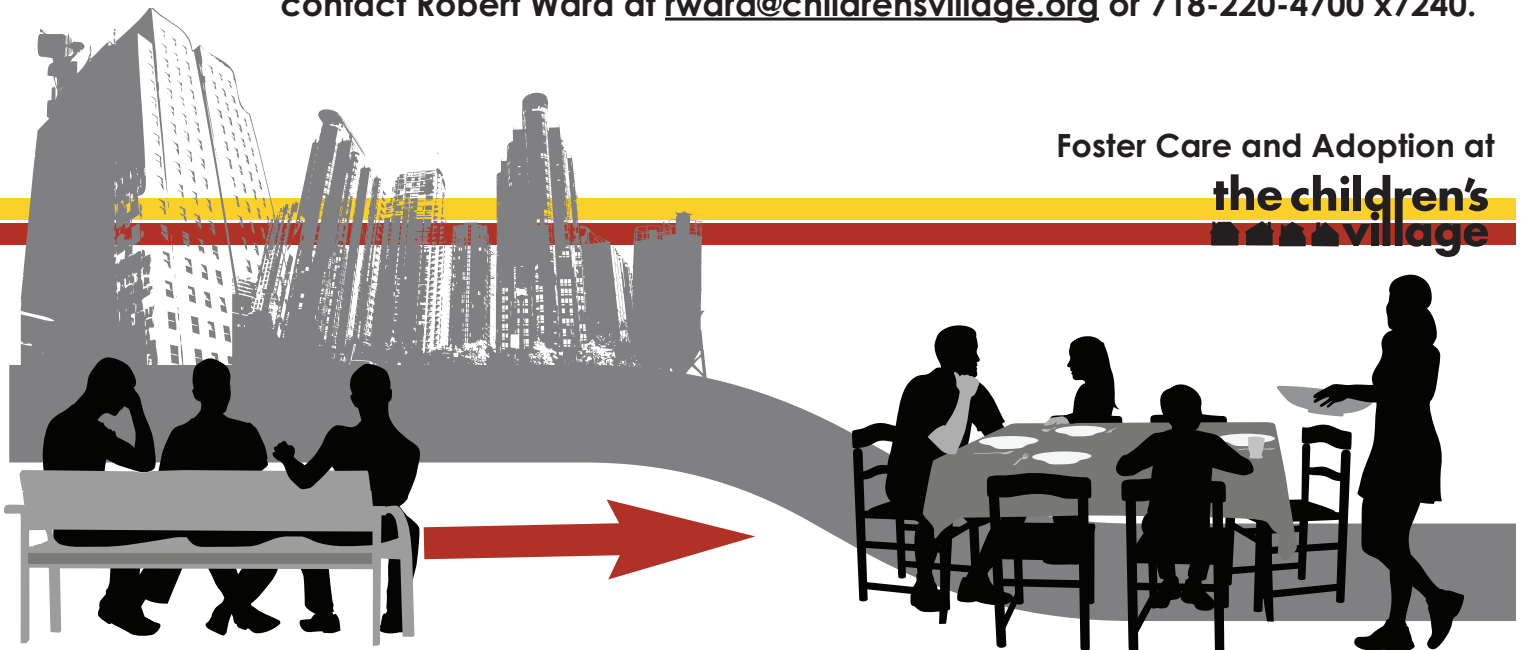 contact Robert Ward at rward@childrensvillage.org or 718-220-4700 x7240.
Foster Care and Adoption at
the children's
village